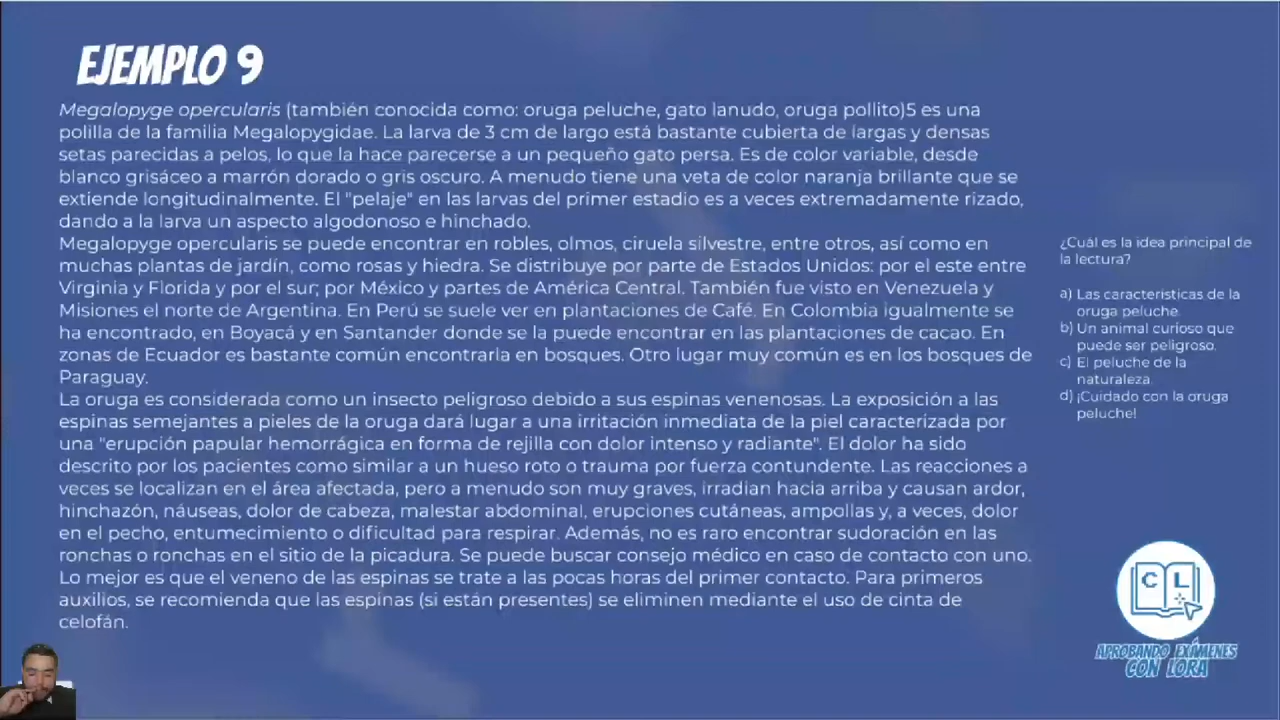 EJEMPLO 9
Megalopyge opercularis (también conocida como: oruga peluche, gato lanudo, oruga pollito)5 es una
polilla de la familia Megalopygidae. La larva de 3 cm de largo está bastante cubierta de largas y densas
setas parecidas a pelos, lo que la hace parecerse a un pequeño gato persa. Es de color variable, desde
blanco grisáceo a marrón dorado o gris oscuro. A menudo tiene una veta de color naranja brillante que se
extiende longitudinalmente. El "pelaje" en las larvas del primer estadio es a veces extremadamente rizado,
dando a la larva un aspecto algodonoso e hinchado.
Megalopyge opercularis se puede encontrar en robles, olmos, ciruela silvestre, entre otros, así como en
muchas plantas de jardín, como rosas y hiedra. Se distribuye por parte de Estados Unidos: por el este entre
Virginia y Florida y por el sur; por México y partes de América Central. También fue visto en Venezuela y
Misiones el norte de Argentina. En Perú se suele ver en plantaciones de Café. En Colombia igualmente se
ha encontrado, en Boyacá y en Santander donde se la puede encontrar en las plantaciones de cacao. En
zonas de Ecuador es bastante común encontrarla en bosques. Otro lugar muy común es en los bosques de
Paraguay.
La oruga es considerada como un insecto peligroso debido a sus espinas venenosas. La exposición a las
espinas semejantes a pieles de la oruga dará lugar a una irritación inmediata de la piel caracterizada por
una "erupción papular hemorrágica en forma de rejilla con dolor intenso y radiante". El dolor ha sido
descrito por los pacientes como similar a un hueso roto o trauma por fuerza contundente. Las reacciones a
veces se localizan en el área afectada, pero a menudo son muy graves, irradian hacia arriba y causan ardor,
hinchazón, náuseas, dolor de cabeza, malestar abdominal, erupciones cutáneas, ampollas y, a veces, dolor
en el pecho, entumecimiento o dificultad para respirar. Además, no es raro encontrar sudoración en las
ronchas o ronchas en el sitio de la picadura. Se puede buscar consejo médico en caso de contacto con uno.
Lo mejor es que el veneno de las espinas se trate a las pocas horas del primer contacto. Para primeros
auxilios, se recomienda que las espinas (si están presentes) se eliminen mediante el uso de cinta de
celofán.
¿Cuál es la idea principal de
la lectura?
a) Las características de la
oruga peluche.
b) Un animal curioso que
puede ser peligroso.
c) El peluche de la
naturaleza.
d) ¡Cuidado con la oruga
peluche!
C L
APROBANDO EXÁMENES
CON LORA